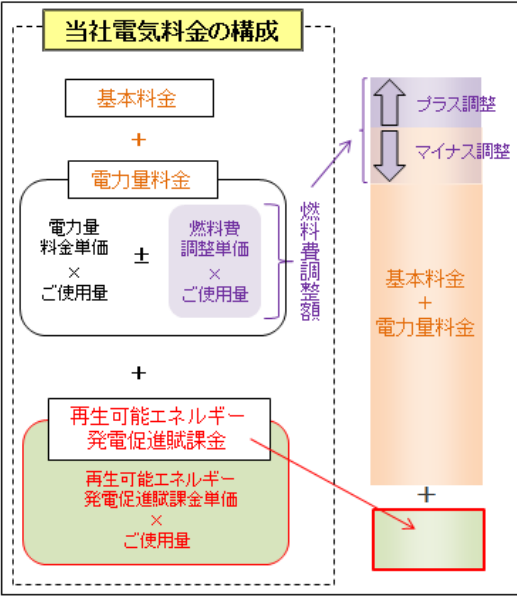 当社電気料金の構成
基本料金
+
電力量料金
電力量
料金単価
×
ご使用量
±
燃料費
調整単価
×
ご使用量
燃料費調整額
+
再生可能エネルギー
発電促進賦課金
再生可能エネルギー
発電促進賦課金単価
×
ご使用量
プラス調整
マイナス調整
基本料金
+
電力量料金
+